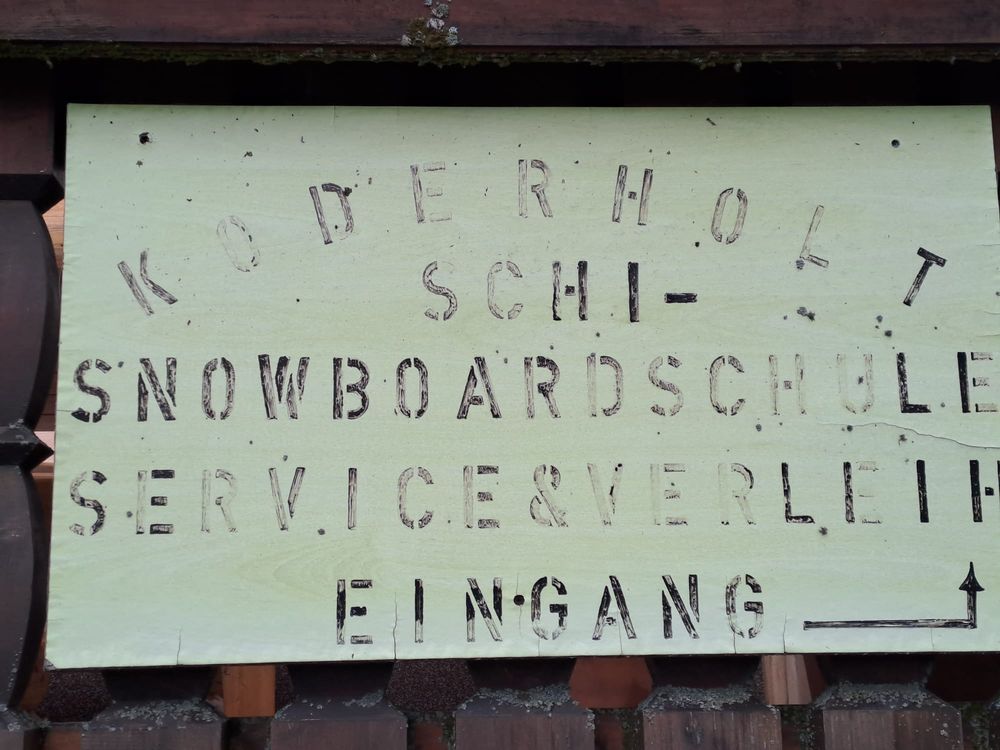 KODERHOLT
SCHI-
SNOWBOARDSCHULE
SERVICE&VERLEIH
EINGANG